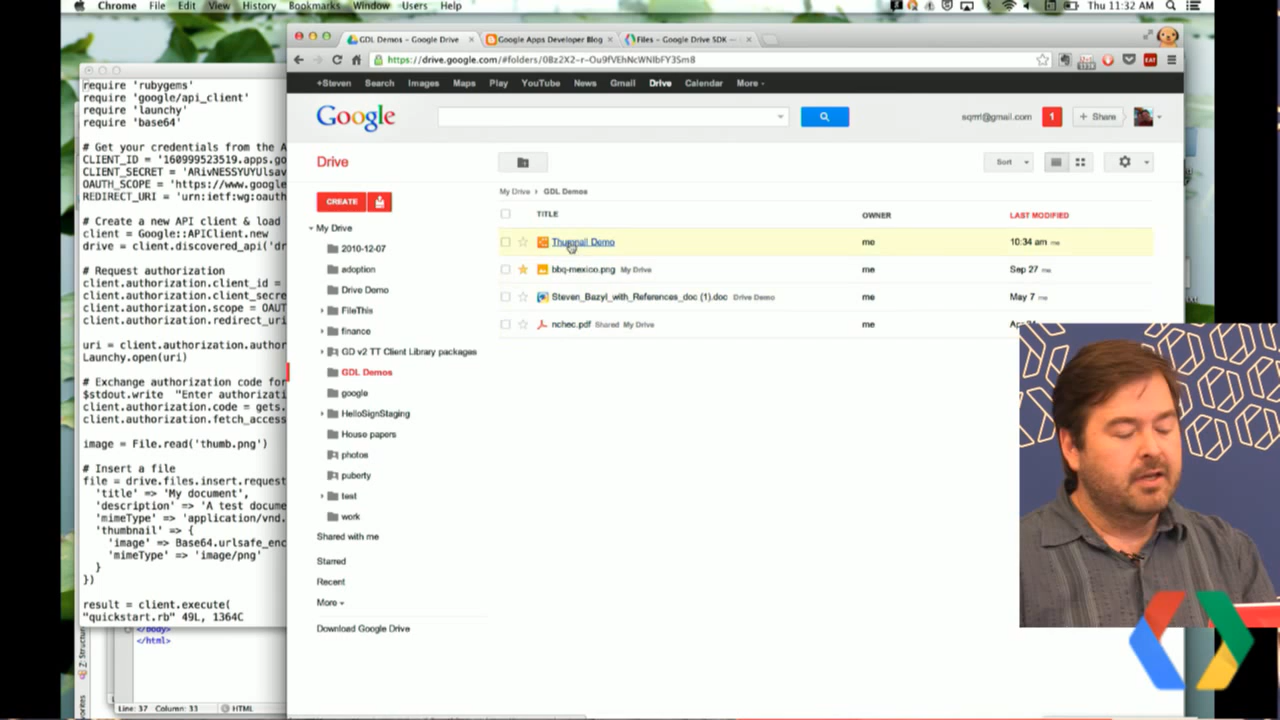 Chrome File Edit View History Bookmarks Window Users Help Thu 11:32 AM
GDL Demos - Google Drive Google Apps Developer Blog Files - Google Drive SDK —
https://drive.google.com/#folders/
+Steven Search Images Maps Play YouTube News Gmail Drive Calendar More
Google sqrrrl@gmail.com 1 + Share
Drive Sort
CREATE
My Drive › GDL Demos
TITLE OWNER LAST MODIFIED
Thumbnail Demo me 10:34 am me
bbq-mexico.png My Drive me Sep 27 me
Steven_Bazyl_with_References_doc (1).doc Drive Demo me May 7 me
nchec.pdf Shared My Drive me
My Drive
2010-12-07
adoption
Drive Demo
FileThis
finance
GD v2 TT Client Library packages
GDL Demos
google
HelloSignStaging
House papers
photos
puberty
test
work
Shared with me
Starred
Recent
More
Download Google Drive
require 'rubygems'
require 'google/api_client'
require 'launchy'
require 'base64'
# Get your credentials from the A
CLIENT_ID = '160999523519.apps.go
CLIENT_SECRET = 'ARivNESSYUYUlsav
OAUTH_SCOPE = 'https://www.google
REDIRECT_URI = 'urn:ietf:wg:oauth
# Create a new API client & load
client = Google::APIClient.new
drive = client.discovered_api('dr
# Request authorization
client.authorization.client_id =
client.authorization.client_secre
client.authorization.scope = OAUT
client.authorization.redirect_uri
uri = client.authorization.author
Launchy.open(uri)
# Exchange authorization code for
$stdout.write "Enter authorizati
client.authorization.code = gets.
client.authorization.fetch_access
image = File.read('thumb.png')
# Insert a file
file = drive.files.insert.request
'title' => 'My document',
'description' => 'A test docume
'mimeType' => 'application/vnd.
'thumbnail' => {
'image' => Base64.urlsafe_enc
'mimeType' => 'image/png'
}
})
result = client.execute(
"quickstart.rb" 49L, 1364C
</body>
</html>
Line: 37 Column: 33 HTML
Z: Structure